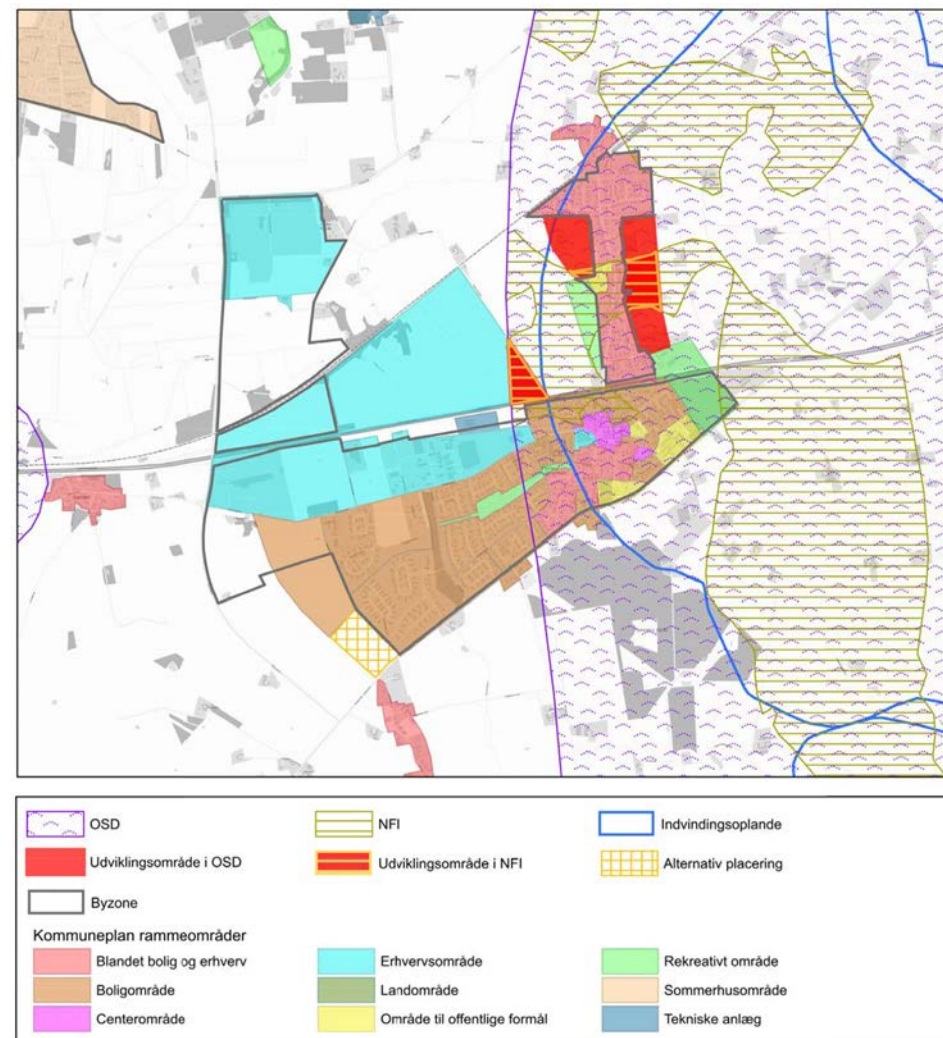 OSD
NFI
Indvindingsoplande
Udviklingsområde i OSD
Udviklingsområde i NFI
Alternativ placering
Byzone
Kommuneplan rammeområder
Blandet bolig og erhverv
Erhvervsområde
Rekreativt område
Boligområde
Landområde
Sommerhusområde
Centerområde
Område til offentlige formål
Tekniske anlæg